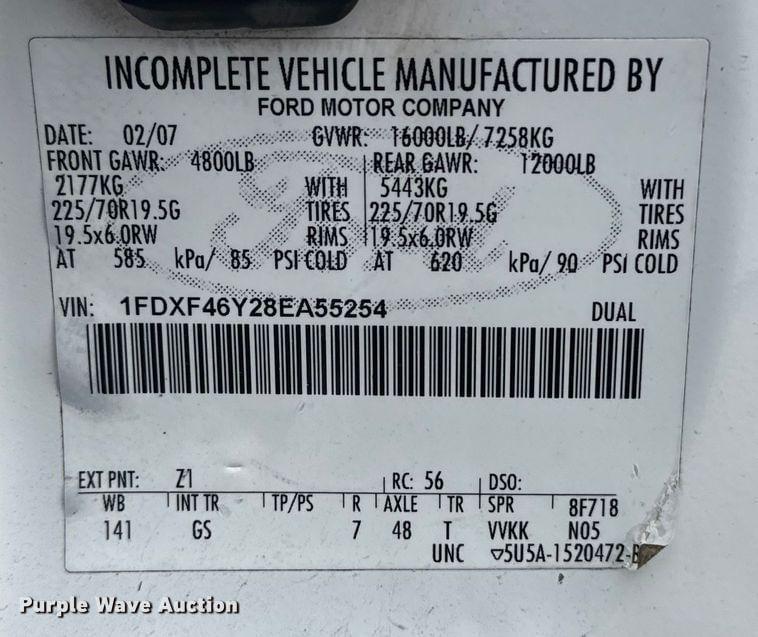 INCOMPLETE VEHICLE MANUFACTURED BY
FORD MOTOR COMPANY
DATE: 02/07 GVWR: 16000LB/ 7258KG
FRONT GAWR: 4800LB REAR GAWR: 12000LB
2177KG WITH 5443KG WITH
225/70R19.5G TIRES 225/70R19.5G TIRES
19.5x6.0RW RIMS 19.5x6.0RW RIMS
AT 585 kPa/ 85 PSI COLD AT 620 kPa/ 90 PSI COLD
VIN: 1FDXF46Y28EA55254 DUAL
EXT PNT: Z1 RC: 56 DSO:
WB INT TR TP/PS R AXLE TR SPR 8F718
141 GS 7 48 T VVKK N05
UNC ▽5U5A-1520472-
Purple Wave Auction